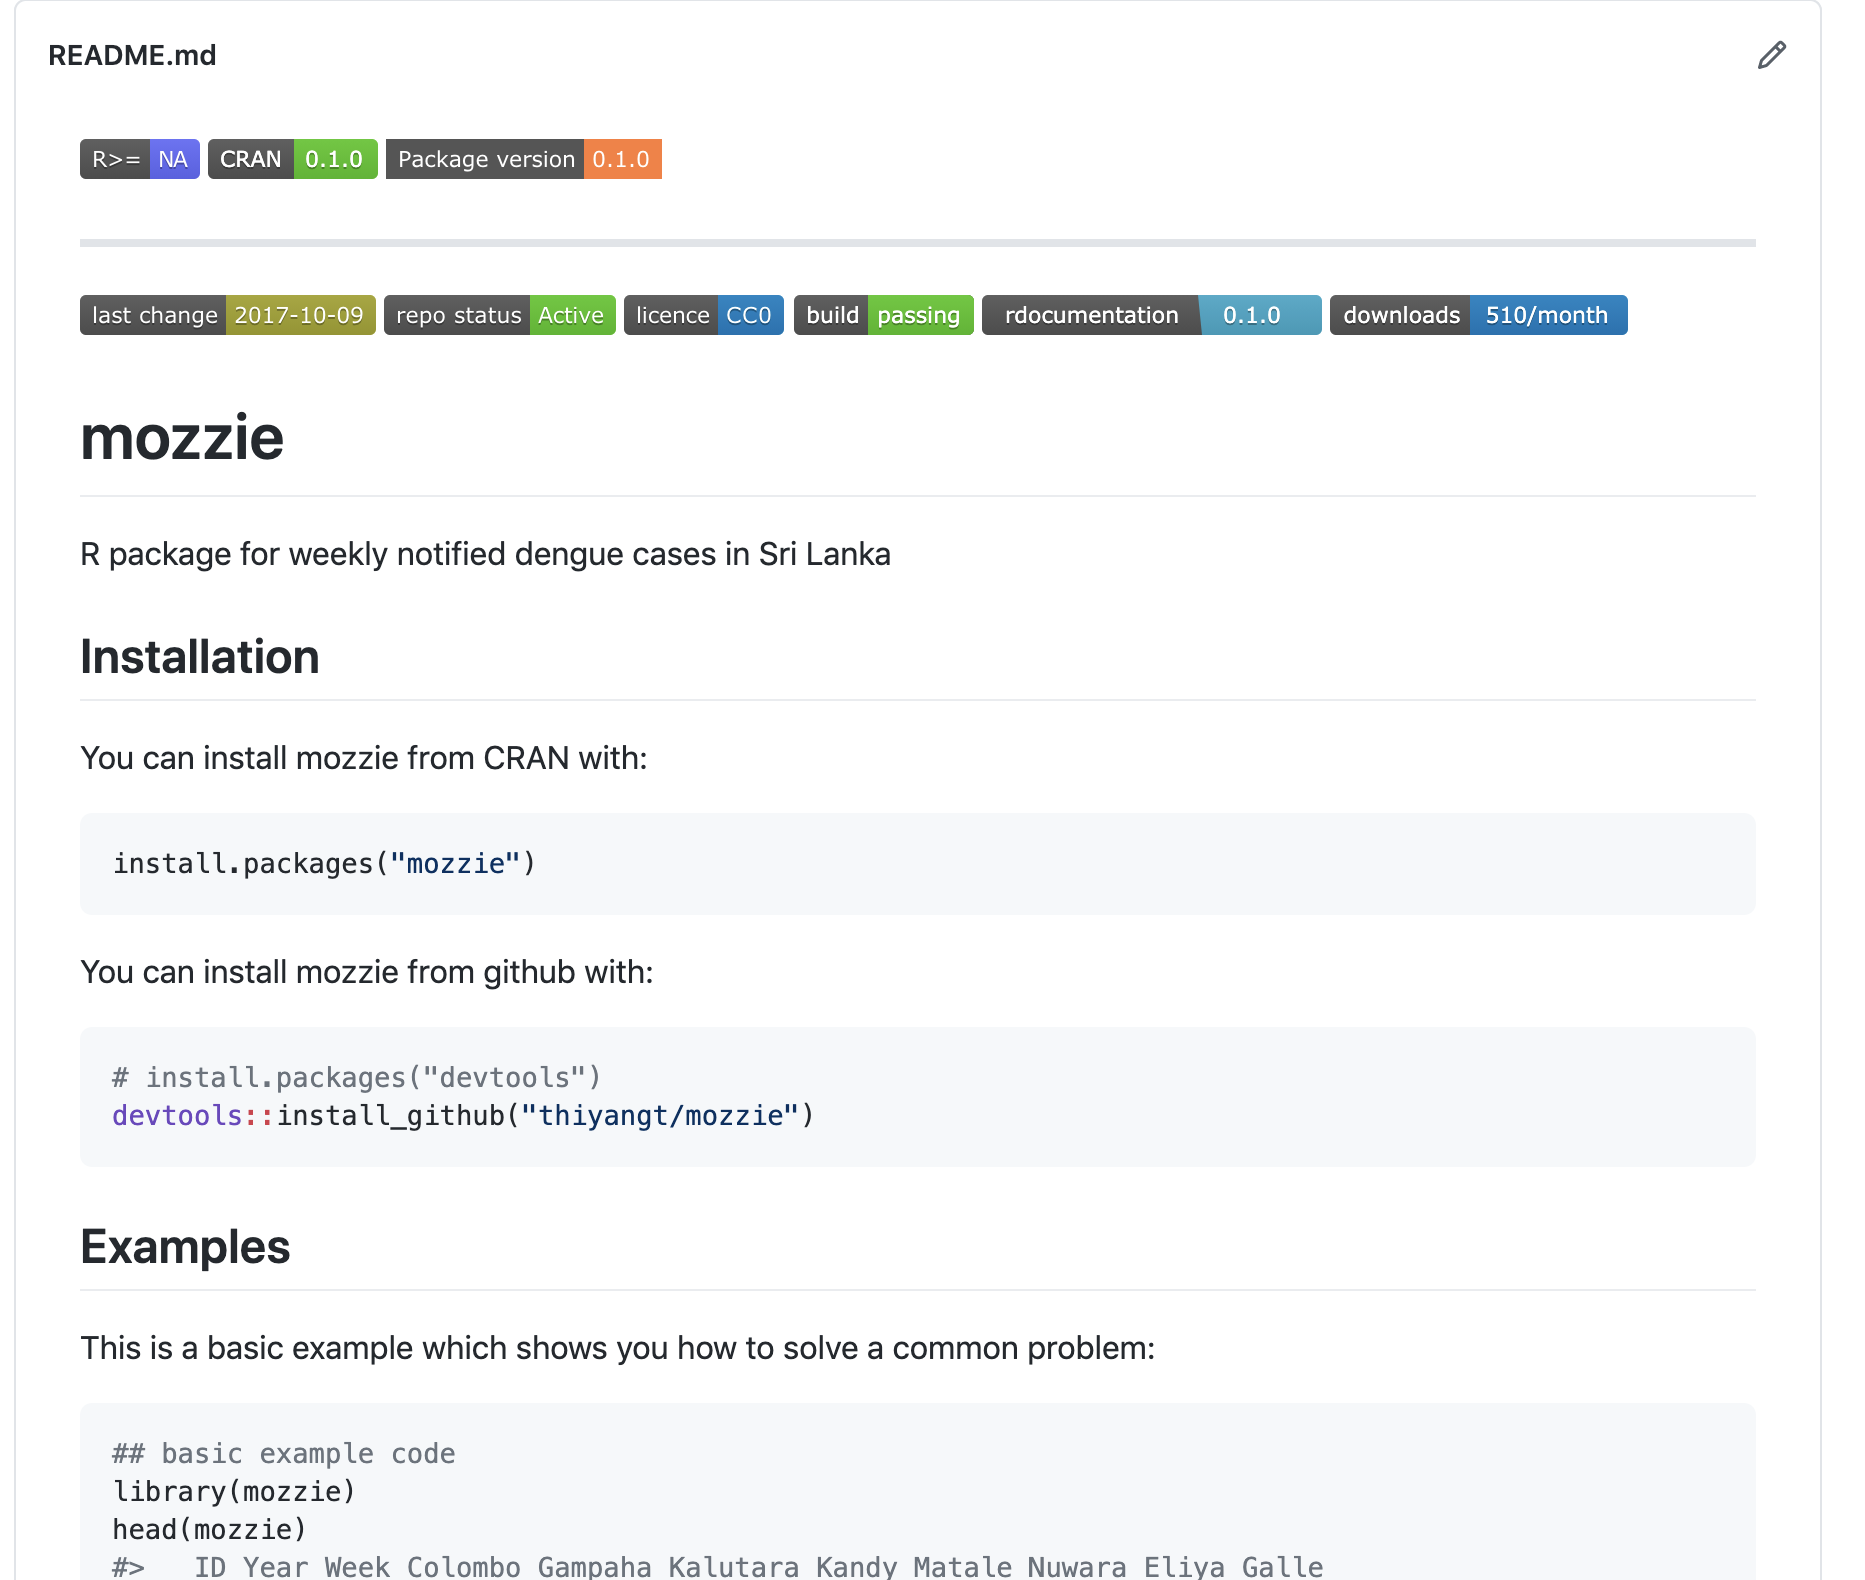 README.md
R>= NA CRAN 0.1.0 Package version 0.1.0
last change 2017-10-09 repo status Active licence CC0 build passing rdocumentation 0.1.0 downloads 510/month
mozzie
R package for weekly notified dengue cases in Sri Lanka
Installation
You can install mozzie from CRAN with:
install.packages("mozzie")
You can install mozzie from github with:
# install.packages("devtools")
devtools::install_github("thiyangt/mozzie")
Examples
This is a basic example which shows you how to solve a common problem:
## basic example code
library(mozzie)
head(mozzie)
#>   ID Year Week Colombo Gampaha Kalutara Kandy Matale Nuwara Eliya Galle